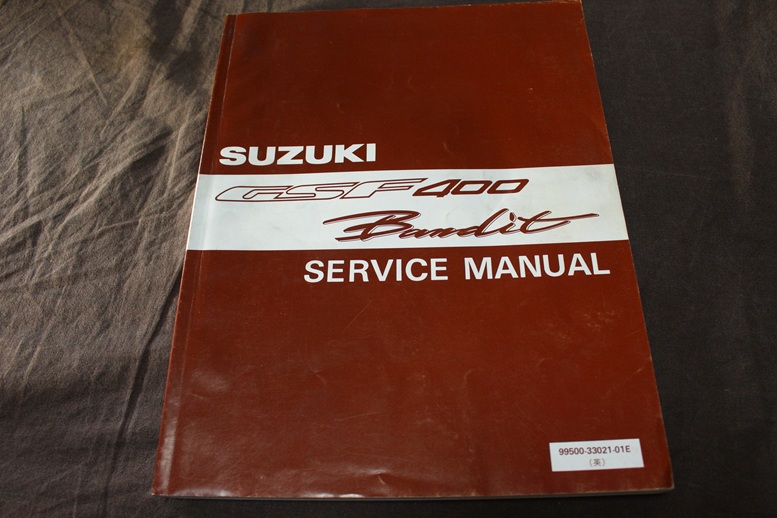 SUZUKI
GSF400
Bandit
SERVICE MANUAL
99500-33021-01E
(英)